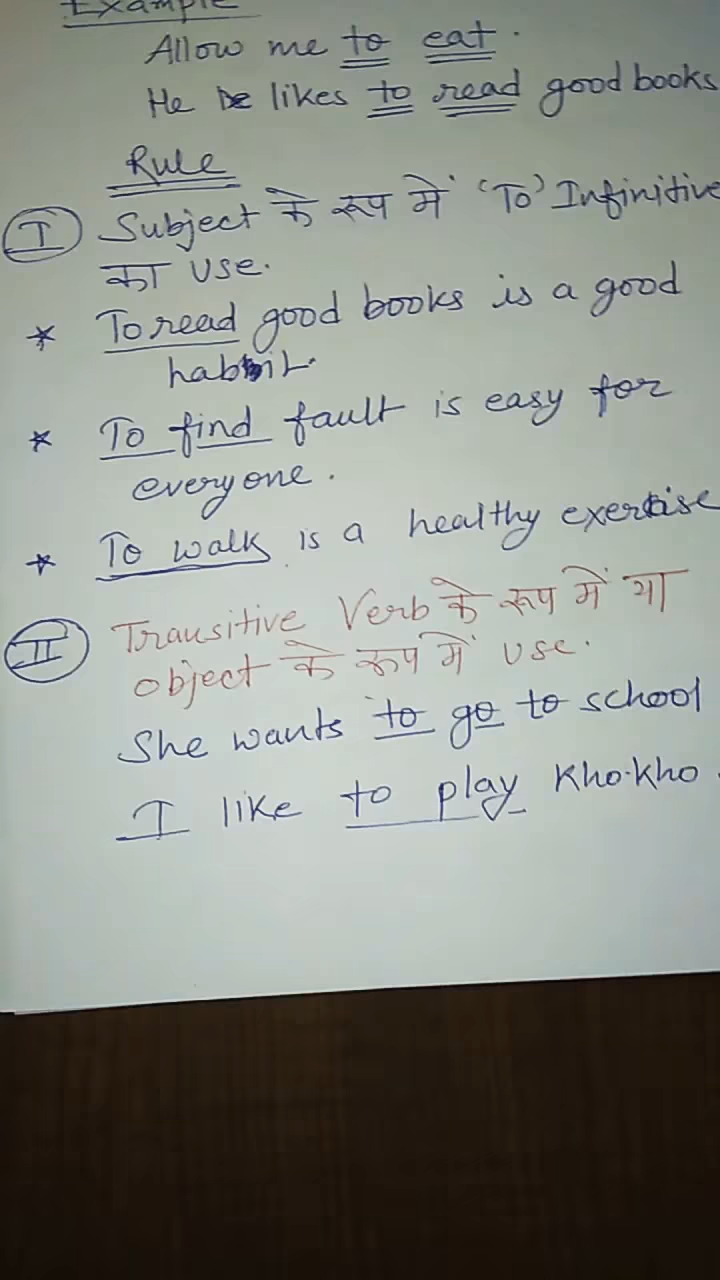 Example
Allow me to eat.
He likes to read good books
Rule
I Subject के रूप में 'To' Infinitive
का use.
* To read good books is a good
habit.
* To find fault is easy for
everyone.
* To walk is a healthy exercise
II Transitive Verb के रूप में या
object के रूप में use.
She wants to go to school
I like to play Kho-kho.